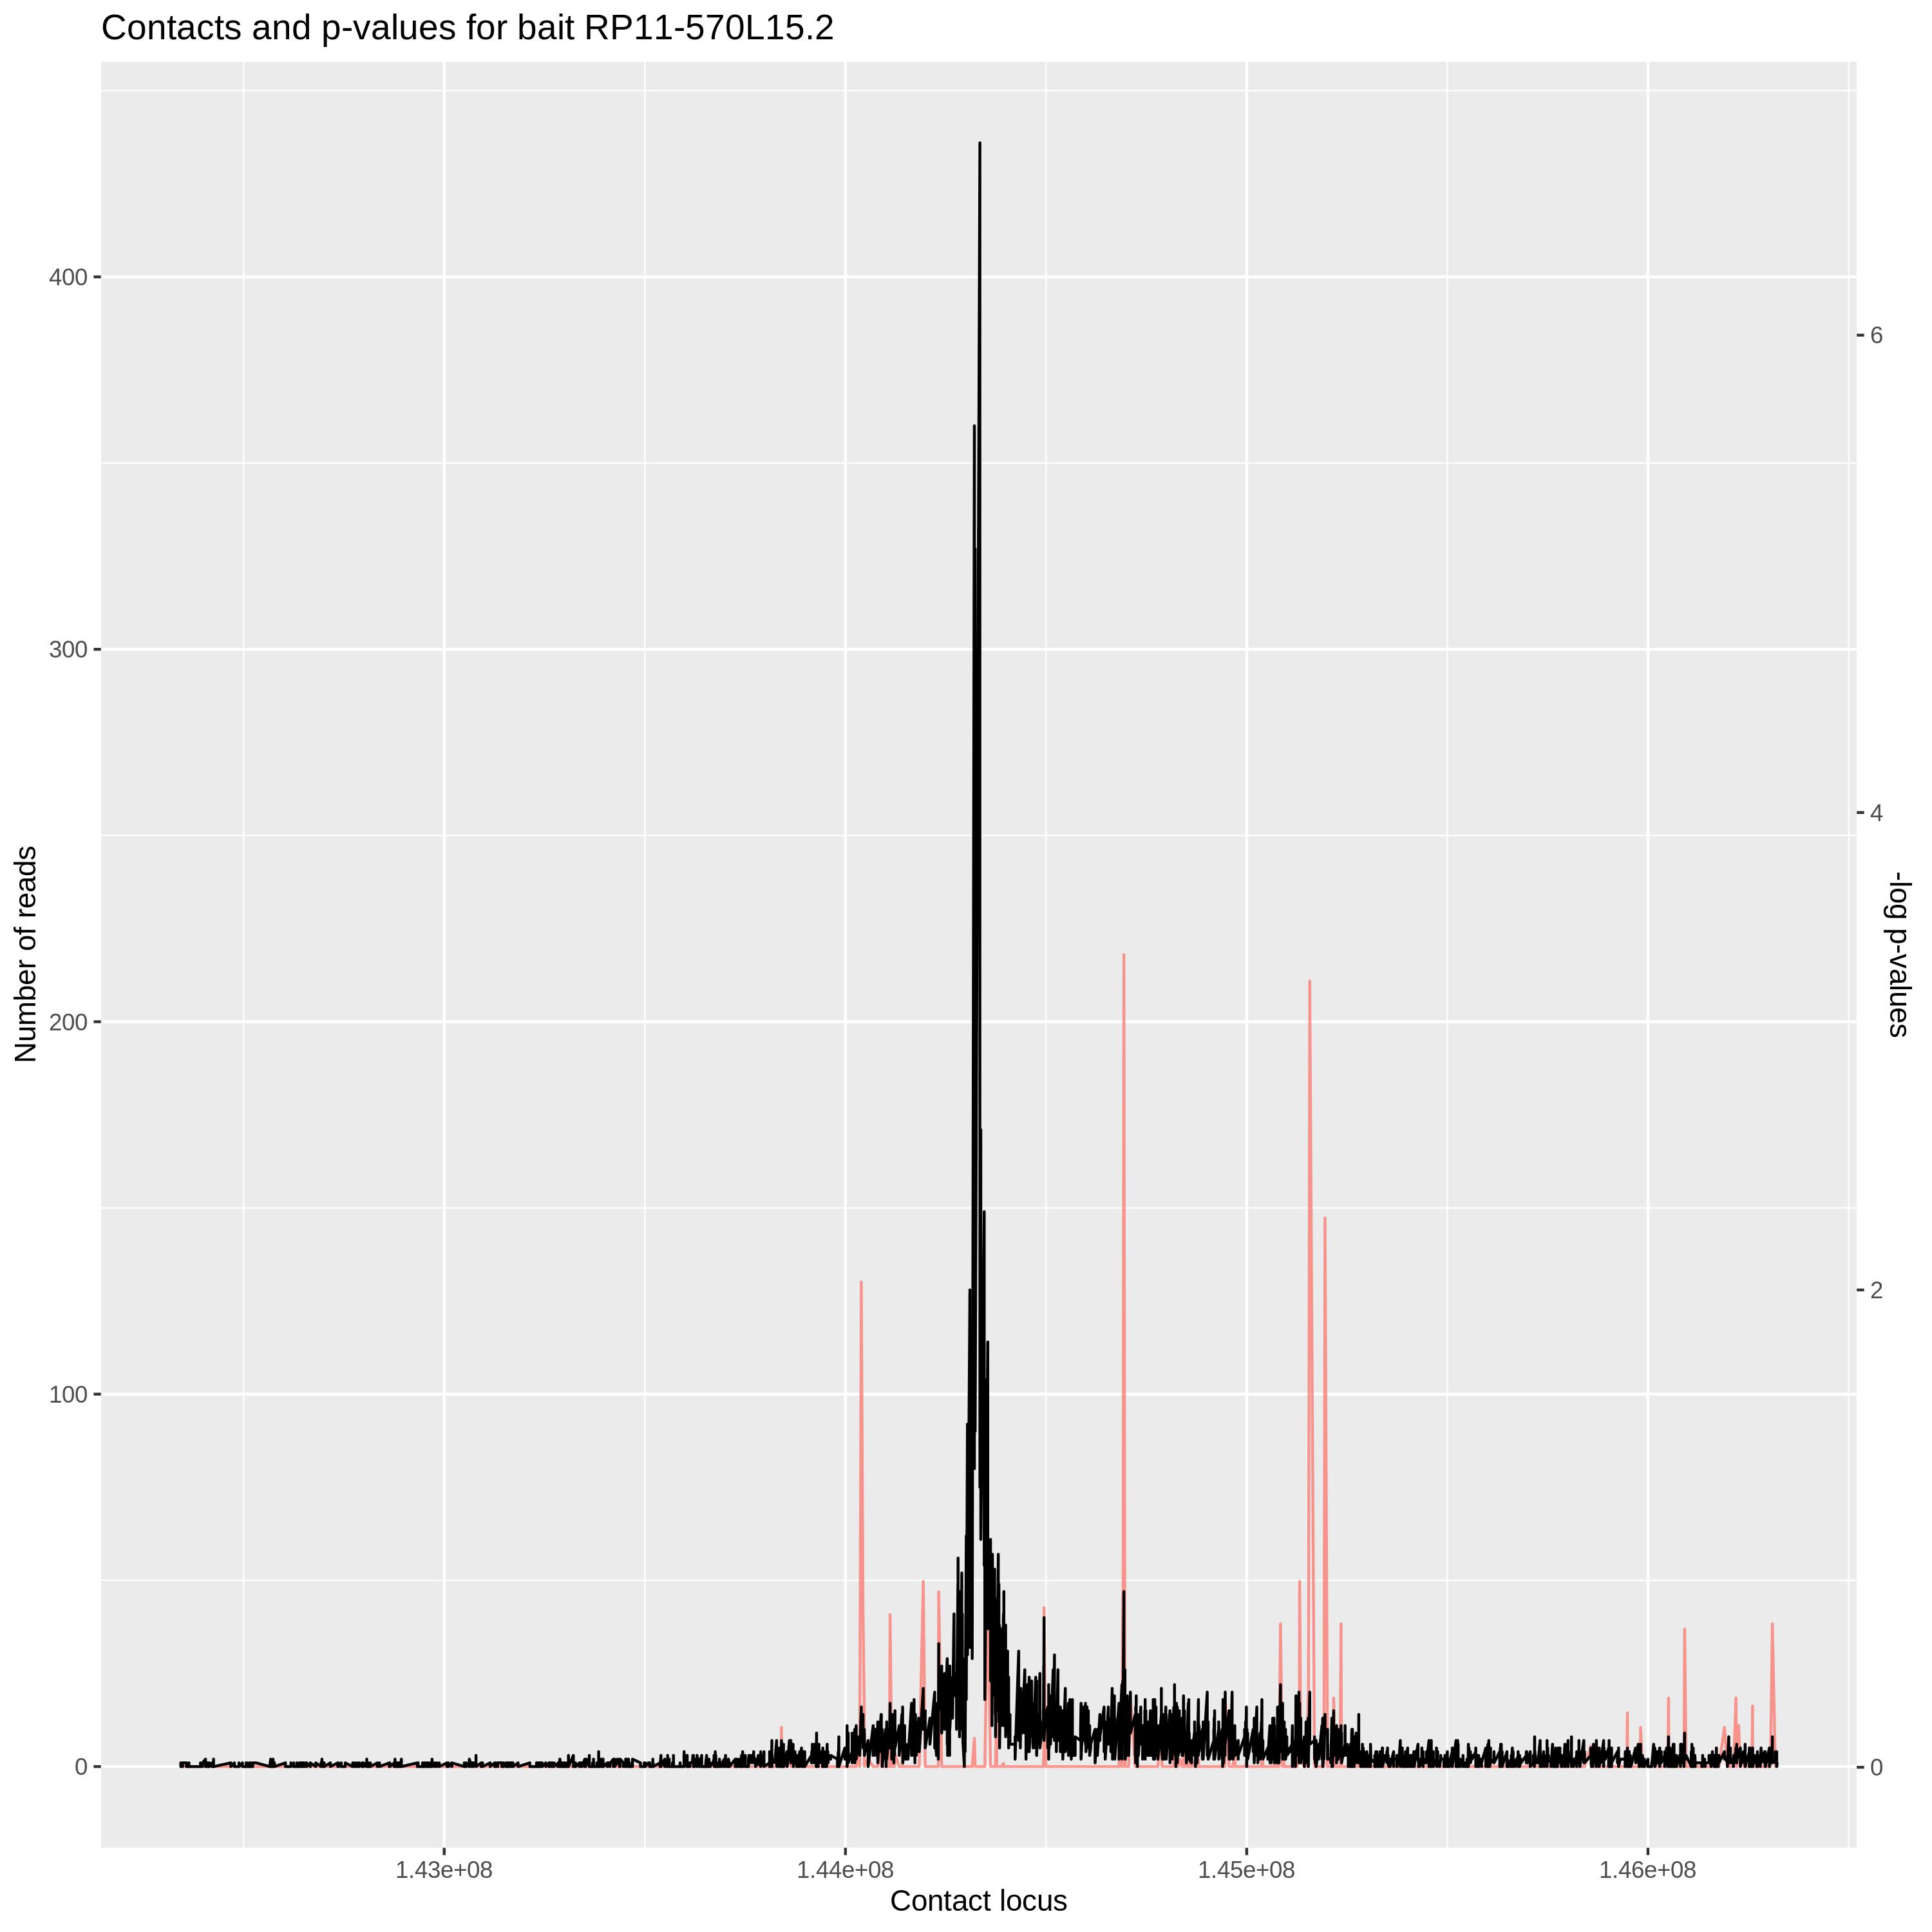 Contacts and p-values for bait RP11-570L15.2
400
300
200
100
0
Number of reads
6
4
2
0
-log p-values
1.43e+08
1.44e+08
1.45e+08
1.46e+08
Contact locus